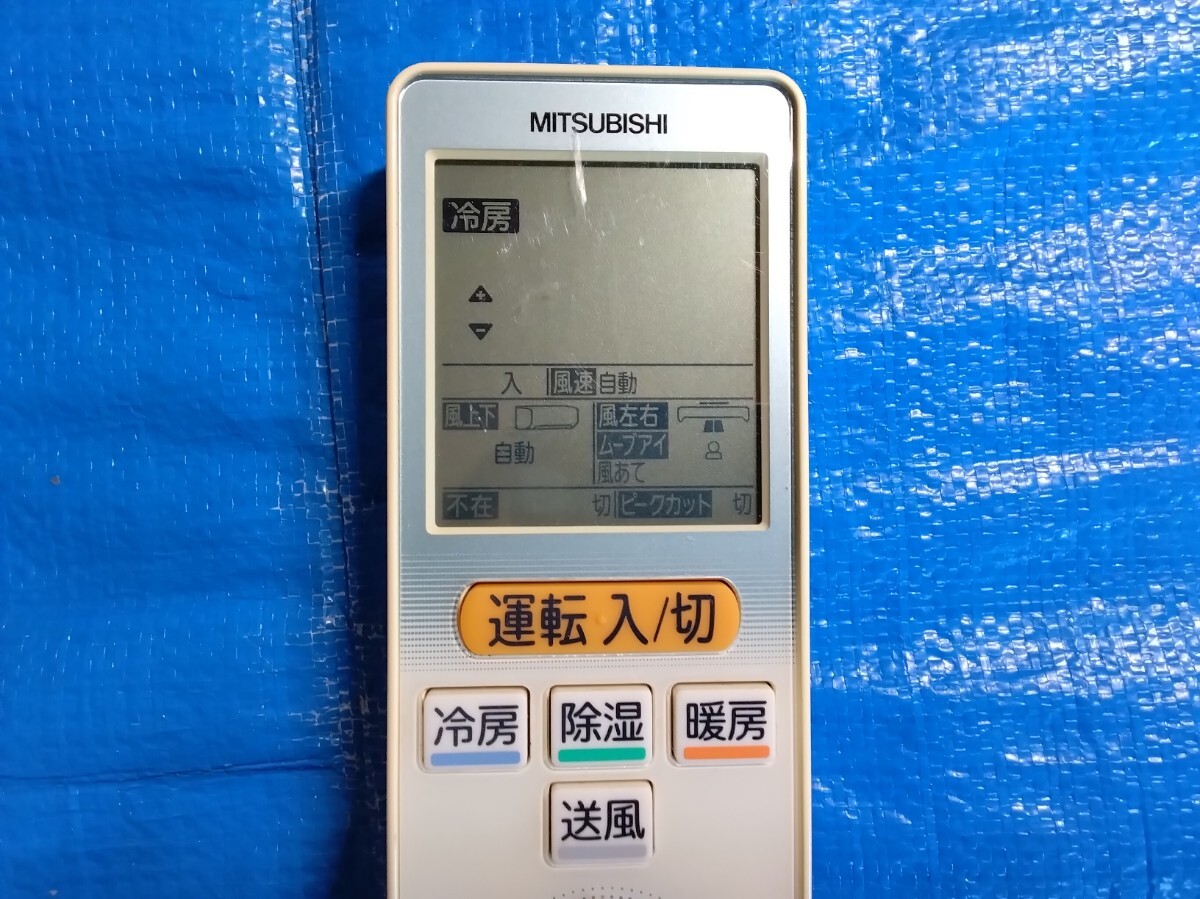 MITSUBISHI
冷房
入 風速 自動
風上下 風左右
自動 ムーブアイ
風あて
不在 切 ピークカット 切
運転 入/切
冷房 除湿 暖房
送風